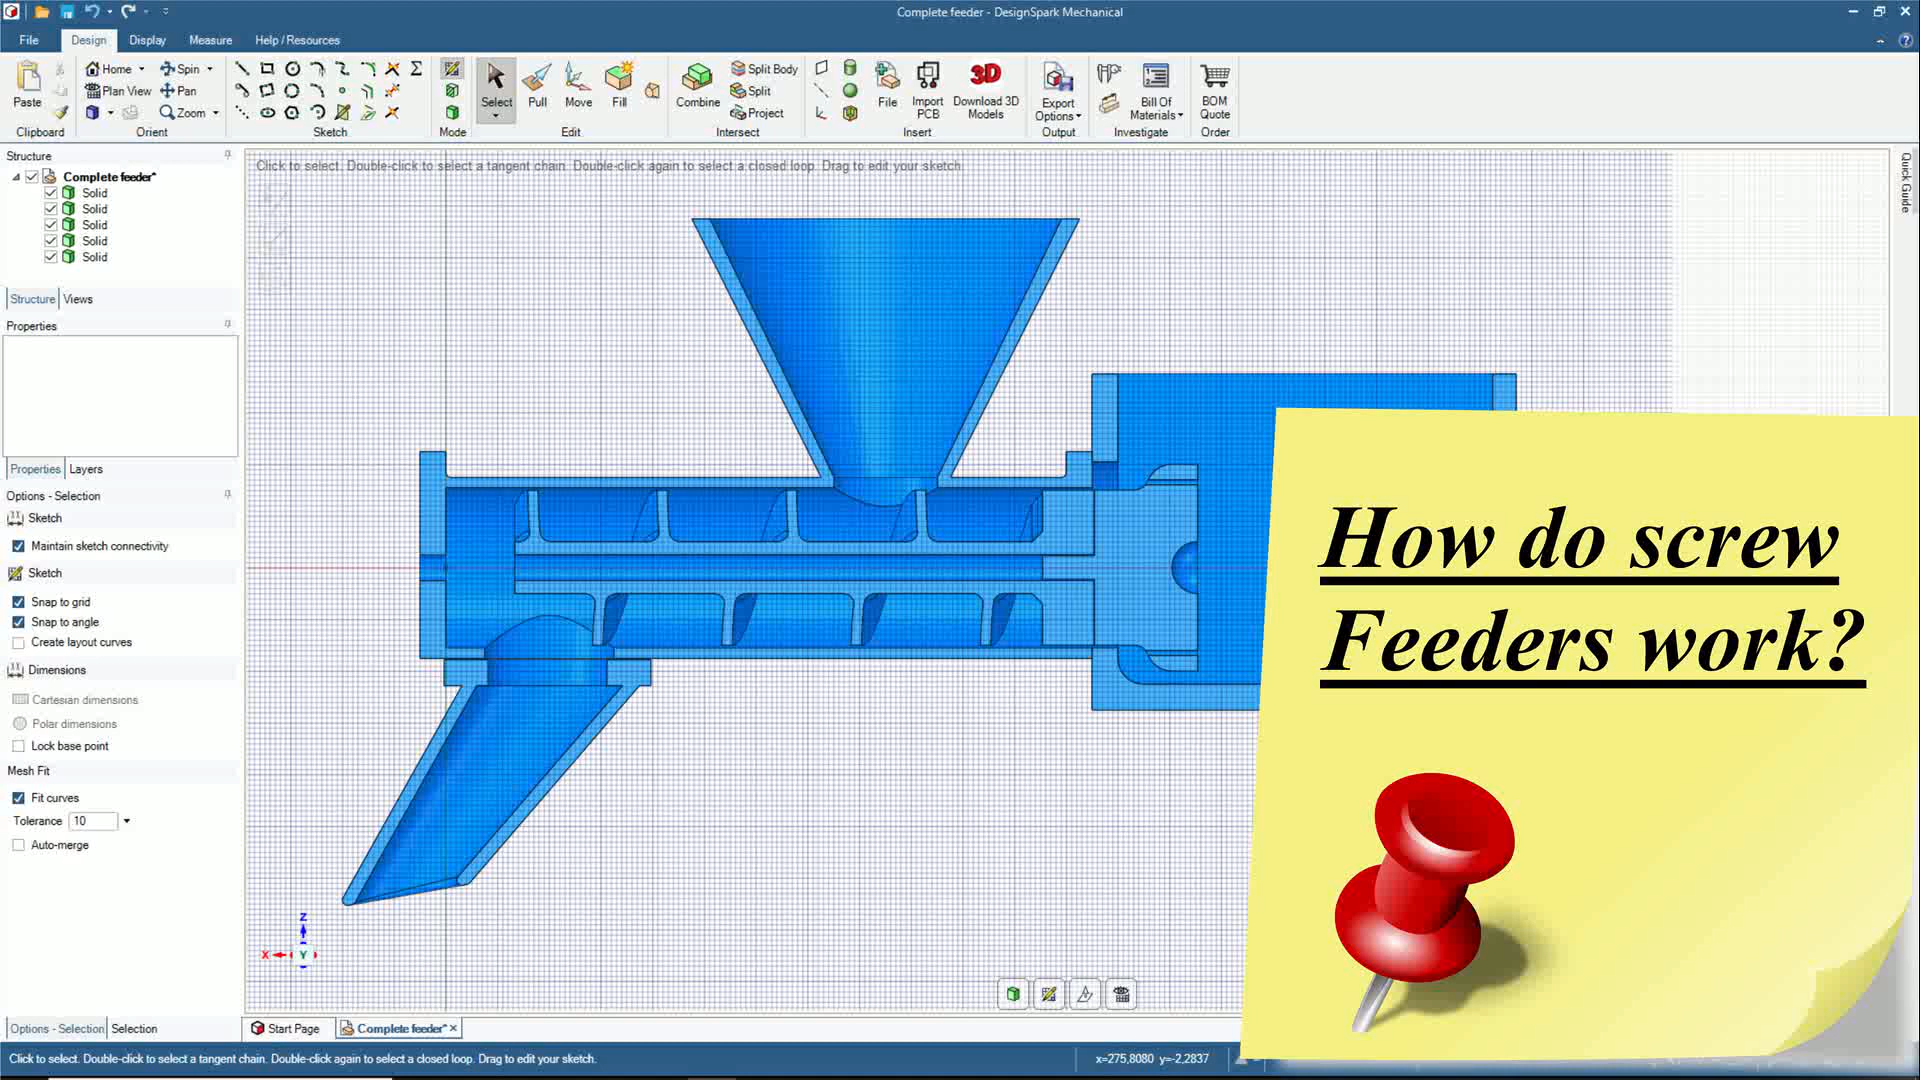 Complete feeder - DesignSpark Mechanical
File Design Display Measure Help / Resources
Paste
Home Spin
Plan View Pan
Zoom
Clipboard Orient Sketch Mode
Select Pull Move Fill
Edit
Combine Split Body
Split
Project
Intersect
File Import PCB Download 3D Models
3D
Insert
Export Options
Output
Bill Of Materials
Investigate
BOM Quote
Order
Structure
Complete feeder*
Solid
Solid
Solid
Solid
Solid
Structure Views
Properties
Properties Layers
Options - Selection
Sketch
Maintain sketch connectivity
Sketch
Snap to grid
Snap to angle
Create layout curves
Dimensions
Cartesian dimensions
Polar dimensions
Lock base point
Mesh Fit
Fit curves
Tolerance 10
Auto-merge
Options - Selection Selection
Click to select. Double-click to select a tangent chain. Double-click again to select a closed loop. Drag to edit your sketch.
Quick Guide
How do screw
Feeders work?
Z
X Y
Start Page Complete feeder*
Click to select. Double-click to select a tangent chain. Double-click again to select a closed loop. Drag to edit your sketch.
x=275,8080 y=-2,2837